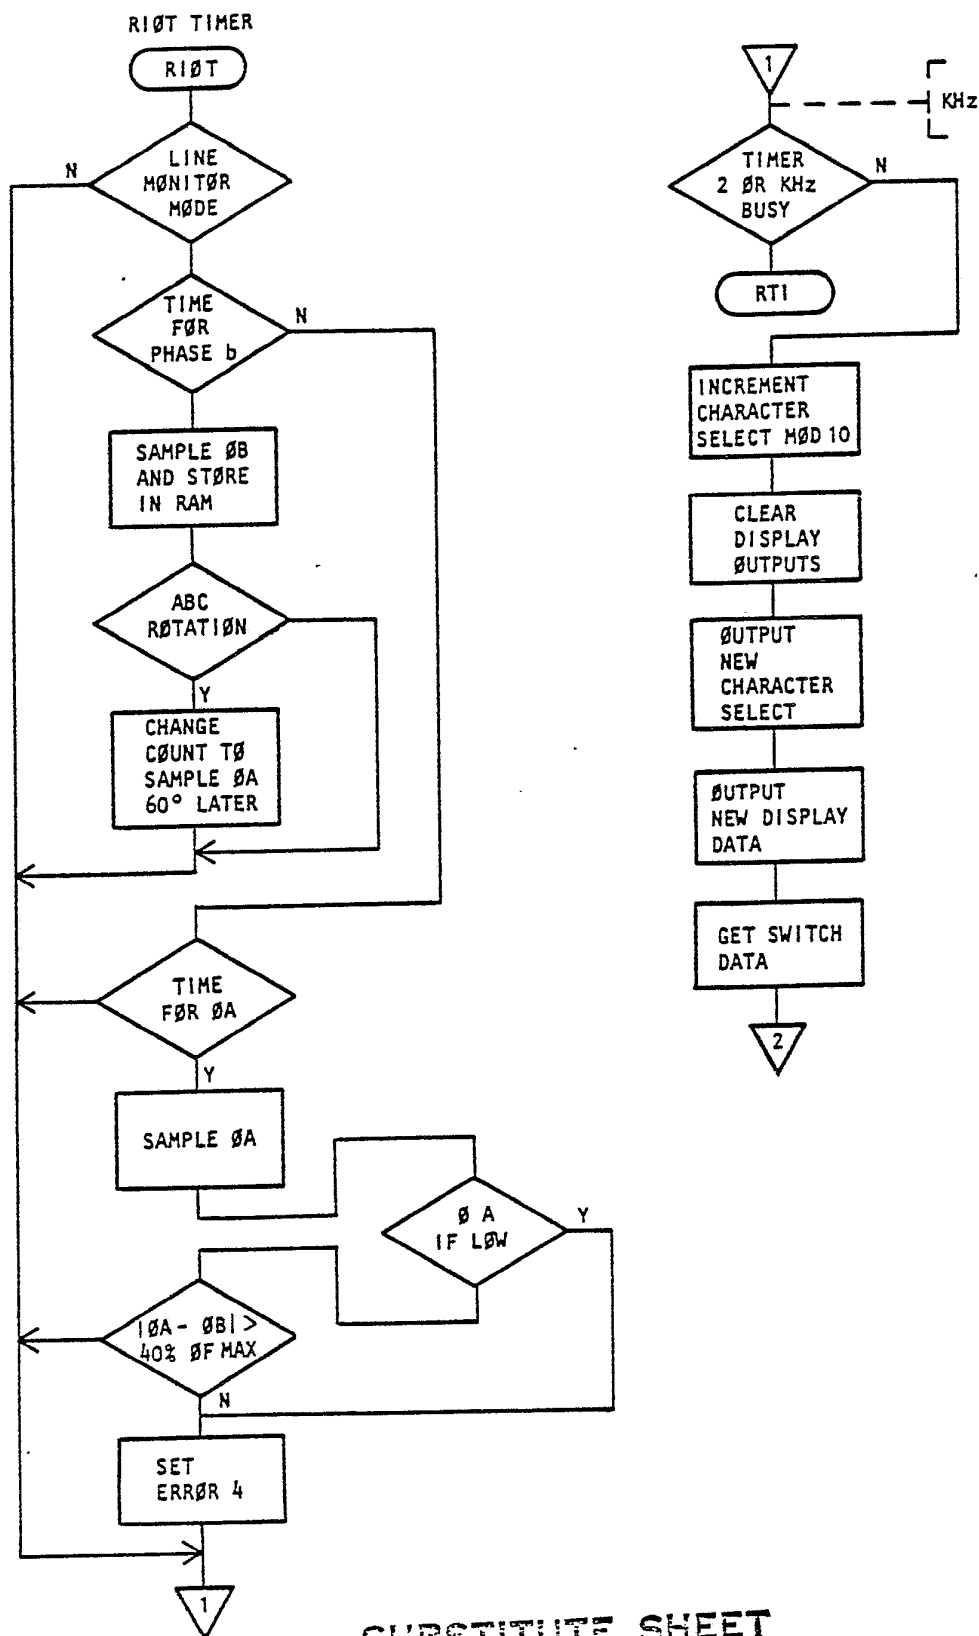 RIØT TIMER
RIØT
N
LINE
MØNITØR
MØDE
TIME
FØR
PHASE b
N
SAMPLE ØB
AND STØRE
IN RAM
ABC
RØTATIØN
Y
CHANGE
CØUNT TØ
SAMPLE ØA
60° LATER
TIME
FØR ØA
Y
SAMPLE ØA
Ø A
IF LØW
Y
|ØA - ØB| >
40% ØF MAX
N
SET
ERRØR 4
1
1
KHz
TIMER
2 ØR KHz
BUSY
N
RTI
INCREMENT
CHARACTER
SELECT MØD 10
CLEAR
DISPLAY
ØUTPUTS
ØUTPUT
NEW
CHARACTER
SELECT
ØUTPUT
NEW DISPLAY
DATA
GET SWITCH
DATA
2
SUBSTITUTE SHEET